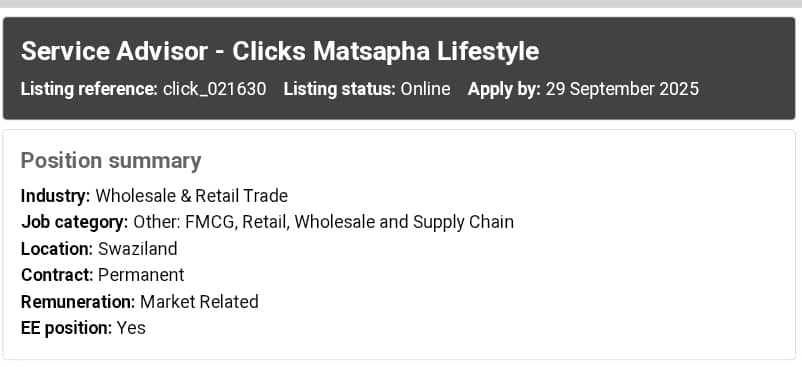 Service Advisor - Clicks Matsapha Lifestyle
Listing reference: click_021630 Listing status: Online Apply by: 29 September 2025
Position summary
Industry: Wholesale & Retail Trade
Job category: Other: FMCG, Retail, Wholesale and Supply Chain
Location: Swaziland
Contract: Permanent
Remuneration: Market Related
EE position: Yes